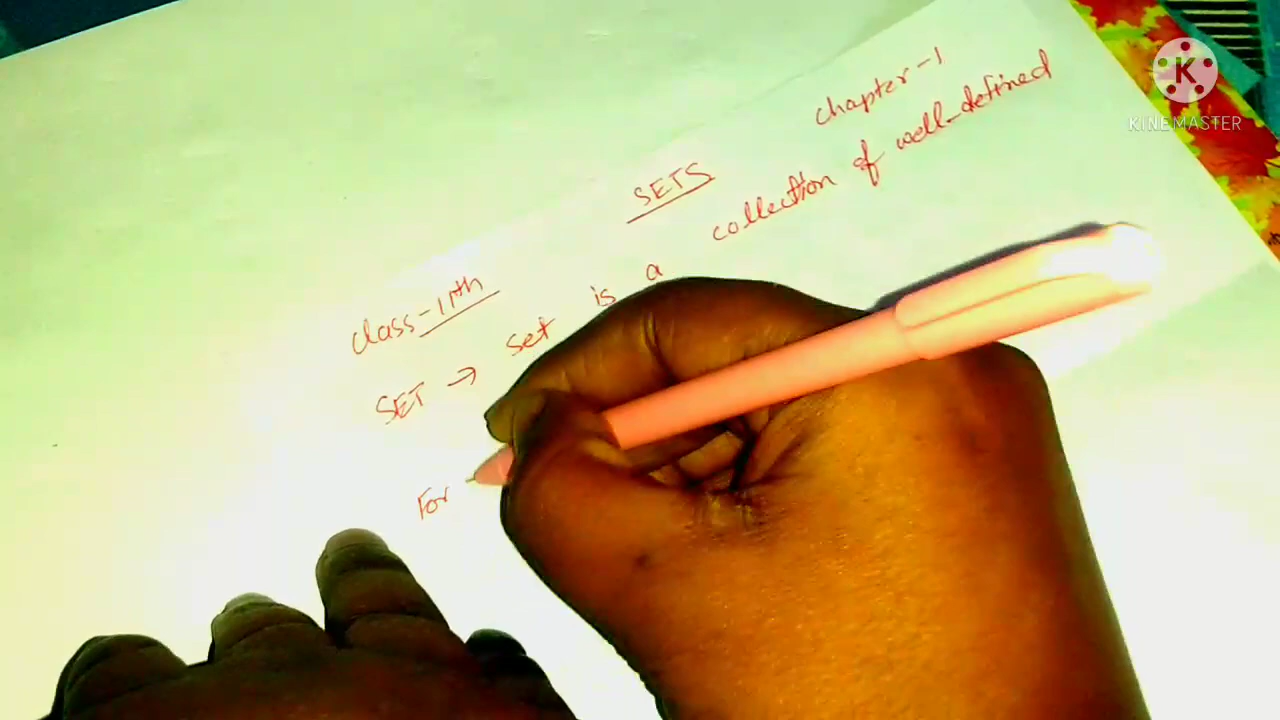 chapter-1
SETS
class-11th
SET → set is a collection of well-defined
For
KINEMASTER